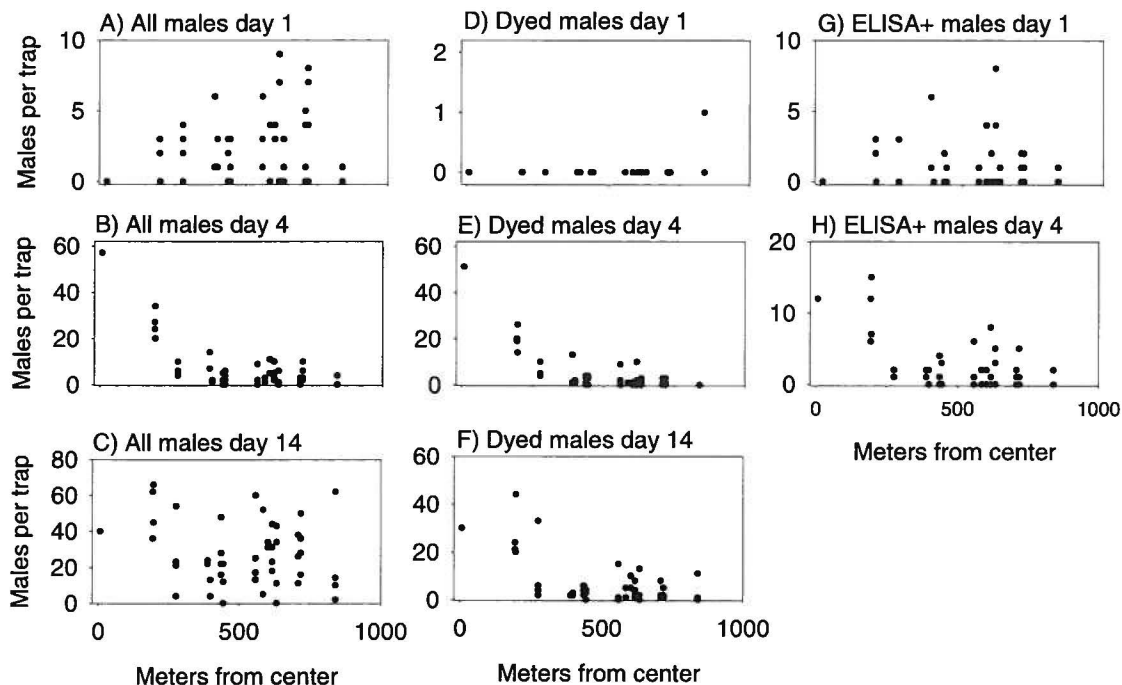 A) All males day 1
10
5
0
Males per trap
B) All males day 4
60
40
20
0
Males per trap
C) All males day 14
80
60
40
20
0
Males per trap
0 500 1000
Meters from center
D) Dyed males day 1
2
1
0
E) Dyed males day 4
60
40
20
0
F) Dyed males day 14
60
40
20
0
0 500 1000
Meters from center
G) ELISA+ males day 1
10
5
0
H) ELISA+ males day 4
20
10
0
0 500 1000
Meters from center